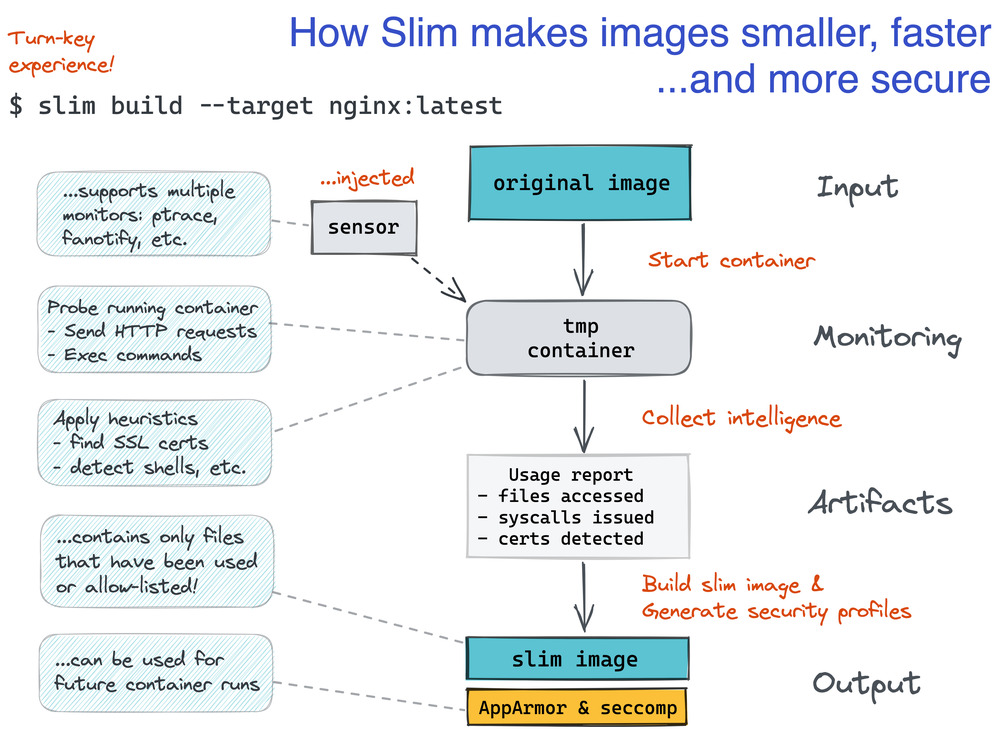 Turn-key
experience!
How Slim makes images smaller, faster
...and more secure
$ slim build --target nginx:latest
...supports multiple
monitors: ptrace,
fanotify, etc.
...injected
sensor
original image
Input
Start container
Probe running container
- Send HTTP requests
- Exec commands
tmp
container
Monitoring
Apply heuristics
- find SSL certs
- detect shells, etc.
Collect intelligence
Usage report
- files accessed
- syscalls issued
- certs detected
Artifacts
...contains only files
that have been used
or allow-listed!
Build slim image &
Generate security profiles
slim image
...can be used for
future container runs
AppArmor & seccomp
Output